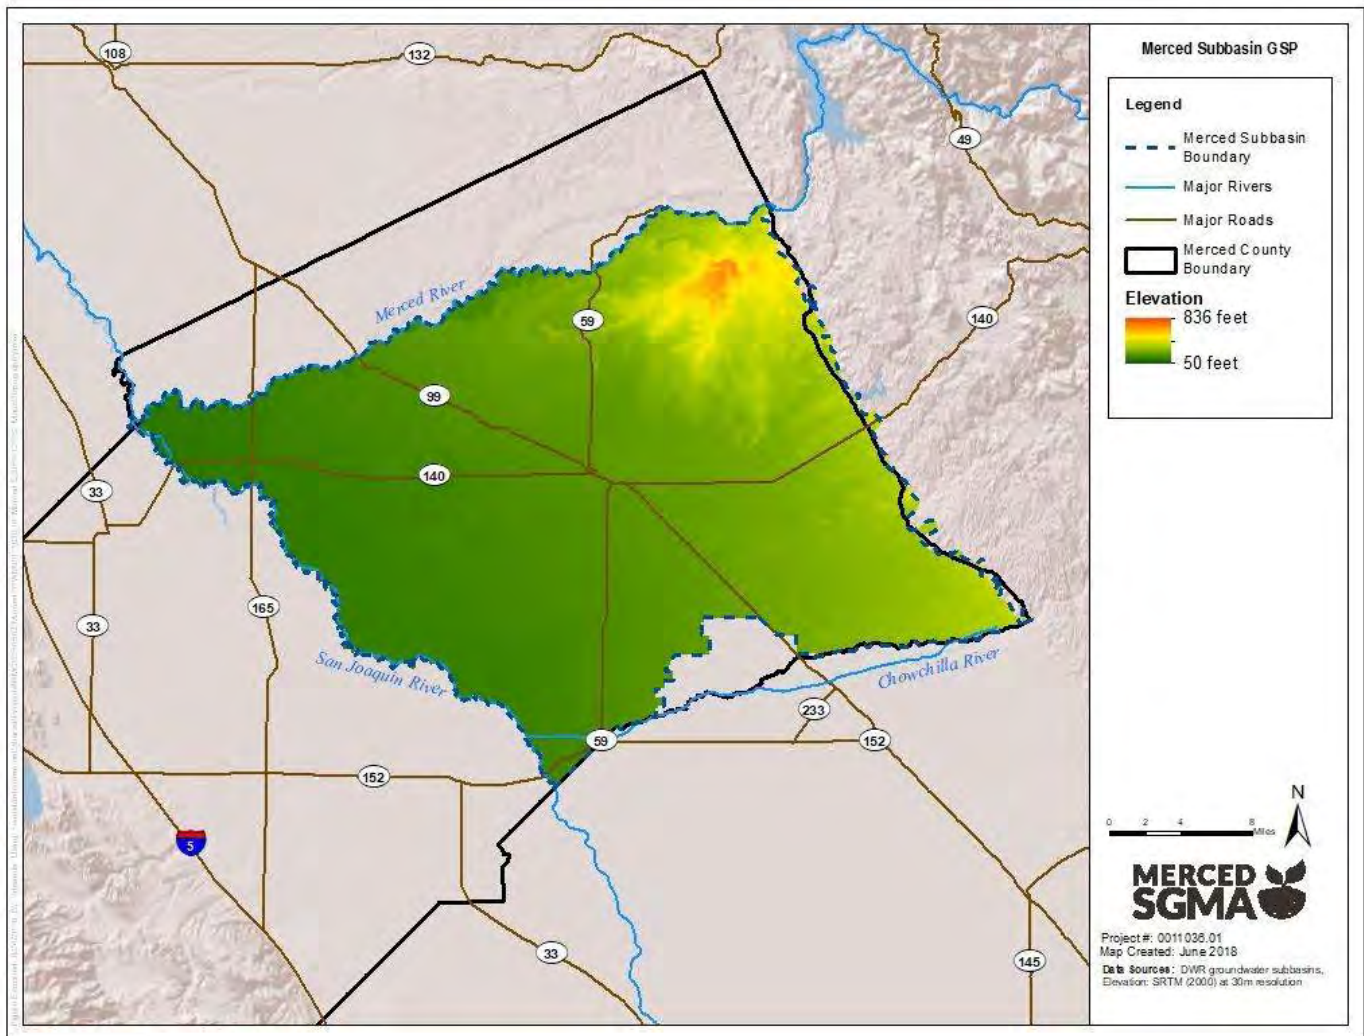 Merced Subbasin GSP
Legend
Merced Subbasin
Boundary
Major Rivers
Major Roads
Merced County
Boundary
Elevation
836 feet
50 feet
108
132
49
Merced River
59
140
99
140
33
165
33
San Joaquin River
Chowchilla River
233
59
152
152
5
33
145
N
0 2 4 8
Miles
MERCED
SGMA
Project #: 0011036.01
Map Created: June 2018
Data Sources: DWR groundwater subbasins,
Elevation: SRTM (2000) at 30m resolution